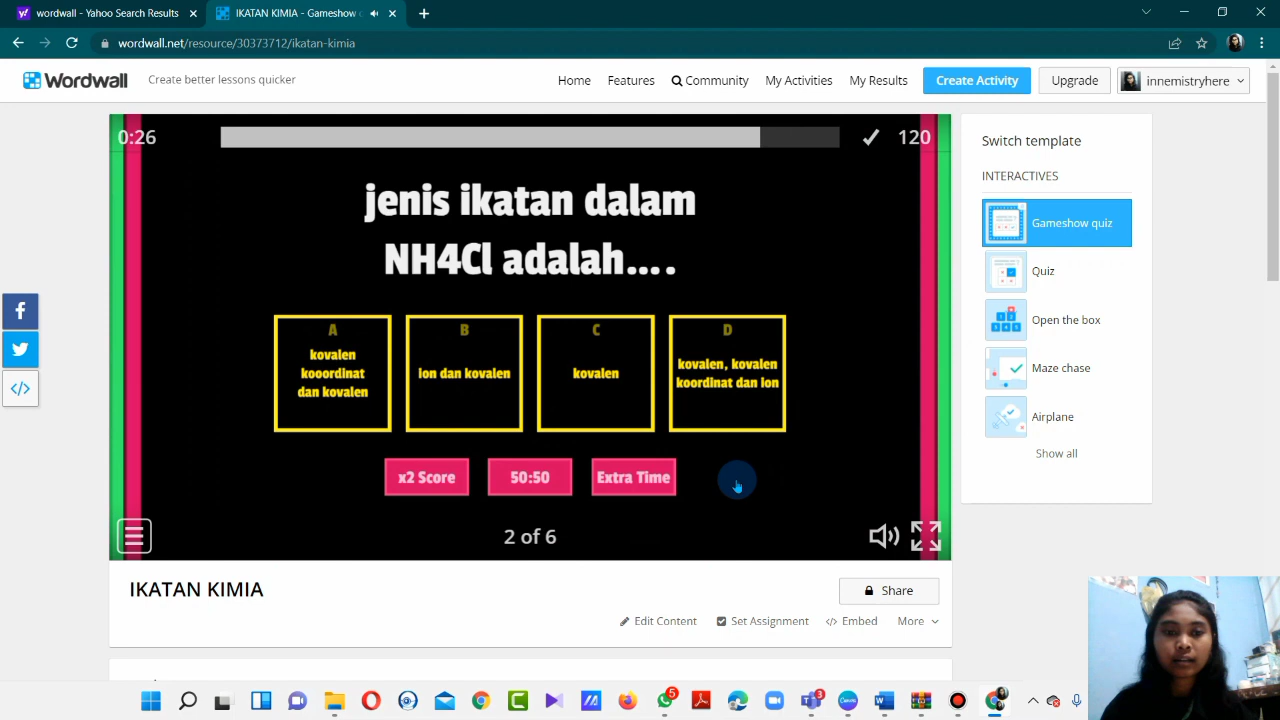 wordwall - Yahoo Search Results
IKATAN KIMIA - Gameshow
wordwall.net/resource/30373712/ikatan-kimia
Wordwall
Create better lessons quicker
Home
Features
Community
My Activities
My Results
Create Activity
Upgrade
innemistryhere
0:26
120
jenis ikatan dalam
NH4Cl adalah....
A
kovalen
kooordinat
dan kovalen
B
ion dan kovalen
C
kovalen
D
kovalen, kovalen
koordinat dan ion
x2 Score
50:50
Extra Time
2 of 6
Switch template
INTERACTIVES
Gameshow quiz
Quiz
Open the box
Maze chase
Airplane
Show all
IKATAN KIMIA
Share
Edit Content
Set Assignment
Embed
More
5
3